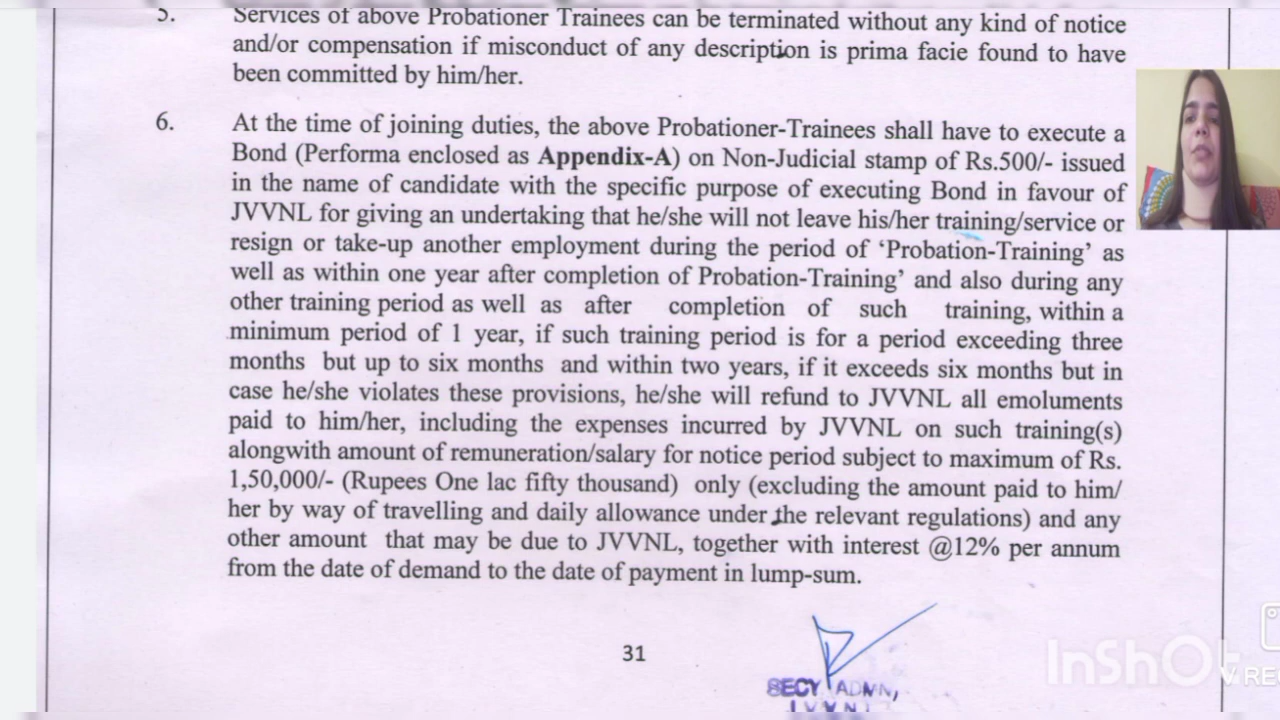 5. Services of above Probationer Trainees can be terminated without any kind of notice
and/or compensation if misconduct of any description is prima facie found to have
been committed by him/her.
6. At the time of joining duties, the above Probationer-Trainees shall have to execute a
Bond (Performa enclosed as Appendix-A) on Non-Judicial stamp of Rs.500/- issued
in the name of candidate with the specific purpose of executing Bond in favour of
JVVNL for giving an undertaking that he/she will not leave his/her training/service or
resign or take-up another employment during the period of ‘Probation-Training’ as
well as within one year after completion of Probation-Training’ and also during any
other training period as well as after completion of such training, within a
minimum period of 1 year, if such training period is for a period exceeding three
months but up to six months and within two years, if it exceeds six months but in
case he/she violates these provisions, he/she will refund to JVVNL all emoluments
paid to him/her, including the expenses incurred by JVVNL on such training(s)
alongwith amount of remuneration/salary for notice period subject to maximum of Rs.
1,50,000/- (Rupees One lac fifty thousand) only (excluding the amount paid to him/
her by way of travelling and daily allowance under the relevant regulations) and any
other amount that may be due to JVVNL, together with interest @12% per annum
from the date of demand to the date of payment in lump-sum.
31
SECY ADMN,
InShot